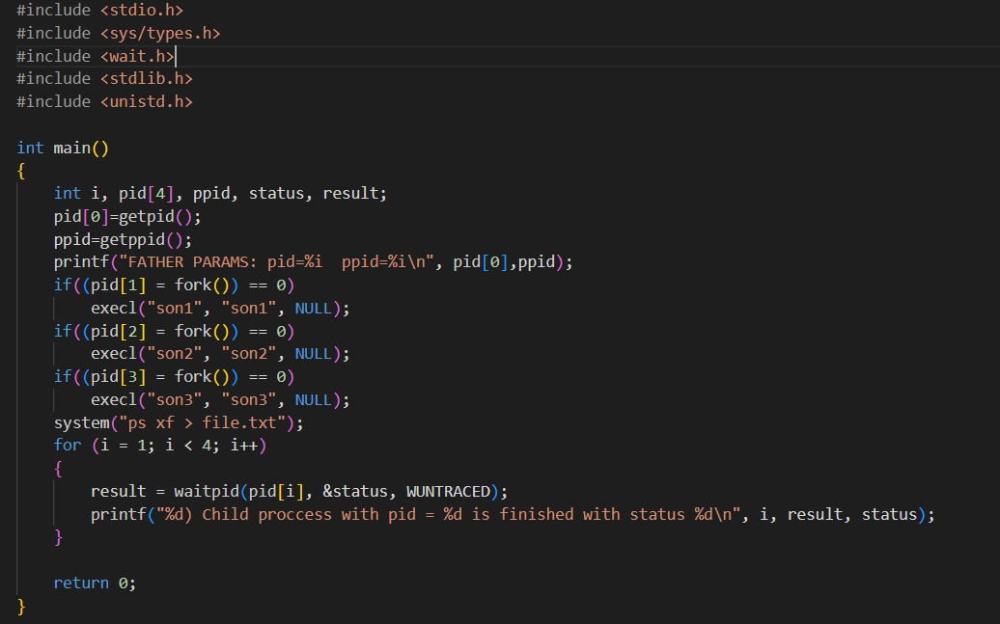 #include <stdio.h>
#include <sys/types.h>
#include <wait.h>
#include <stdlib.h>
#include <unistd.h>

int main()
{
    int i, pid[4], ppid, status, result;
    pid[0]=getpid();
    ppid=getppid();
    printf("FATHER PARAMS: pid=%i  ppid=%i\n", pid[0],ppid);
    if((pid[1] = fork()) == 0)
        execl("son1", "son1", NULL);
    if((pid[2] = fork()) == 0)
        execl("son2", "son2", NULL);
    if((pid[3] = fork()) == 0)
        execl("son3", "son3", NULL);
    system("ps xf > file.txt");
    for (i = 1; i < 4; i++)
    {
        result = waitpid(pid[i], &status, WUNTRACED);
        printf("%d) Child proccess with pid = %d is finished with status %d\n", i, result, status);
    }

    return 0;
}